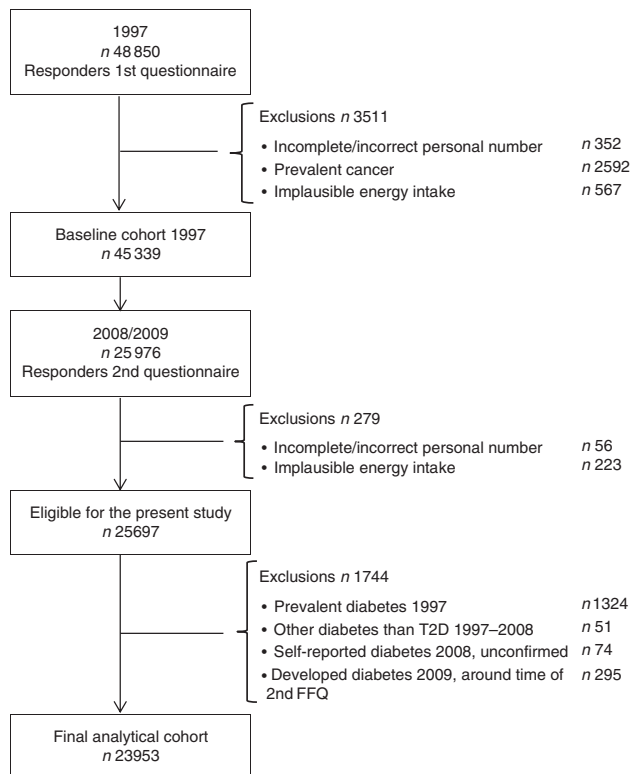 1997
n 48 850
Responders 1st questionnaire
Exclusions n 3511
• Incomplete/incorrect personal number n 352
• Prevalent cancer n 2592
• Implausible energy intake n 567
Baseline cohort 1997
n 45 339
2008/2009
n 25 976
Responders 2nd questionnaire
Exclusions n 279
• Incomplete/incorrect personal number n 56
• Implausible energy intake n 223
Eligible for the present study
n 25697
Exclusions n 1744
• Prevalent diabetes 1997 n 1324
• Other diabetes than T2D 1997–2008 n 51
• Self-reported diabetes 2008, unconfirmed n 74
• Developed diabetes 2009, around time of n 295
2nd FFQ
Final analytical cohort
n 23953